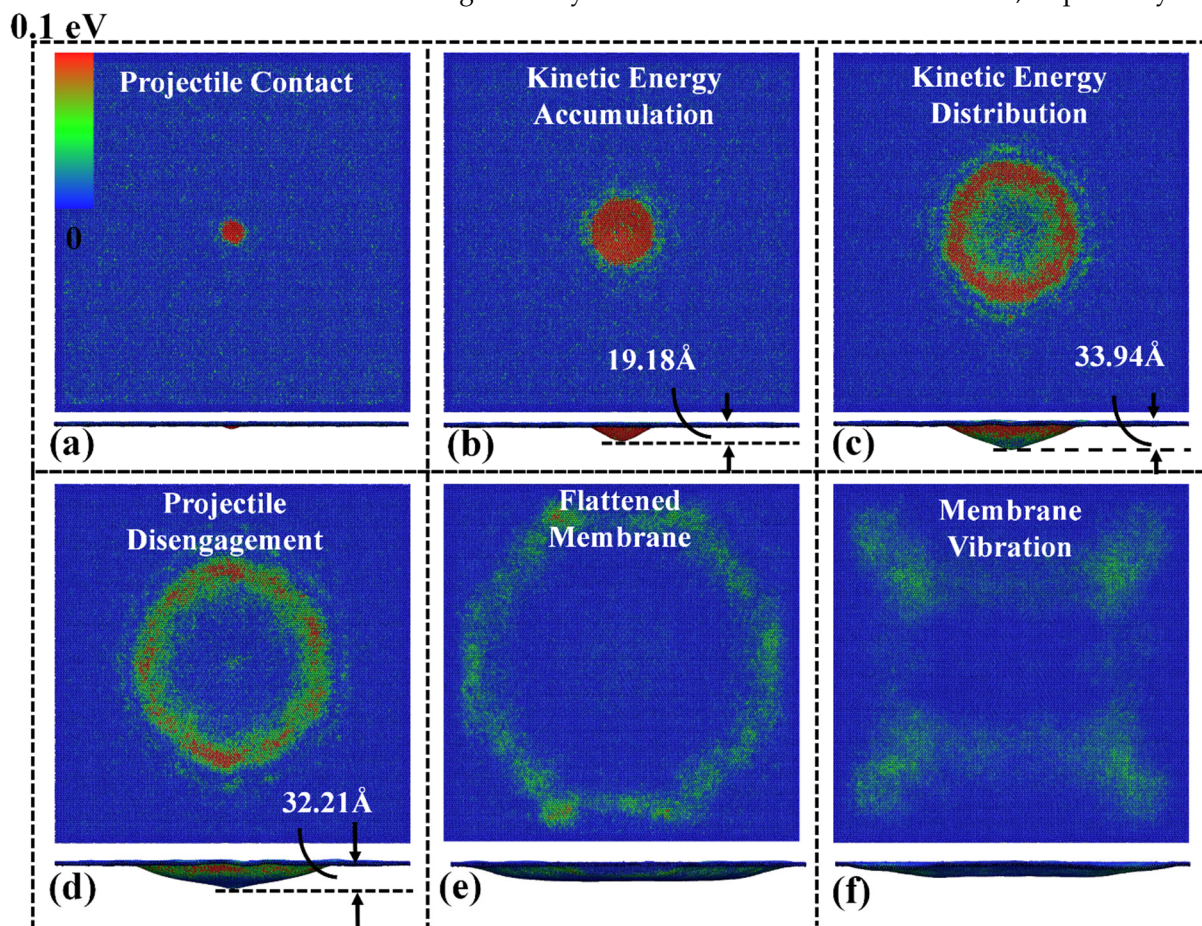 0.1 eV
Projectile Contact
Kinetic Energy
Accumulation
Kinetic Energy
Distribution
0
19.18Å
33.94Å
(a)
(b)
(c)
Projectile
Disengagement
Flattened
Membrane
Membrane
Vibration
32.21Å
(d)
(e)
(f)